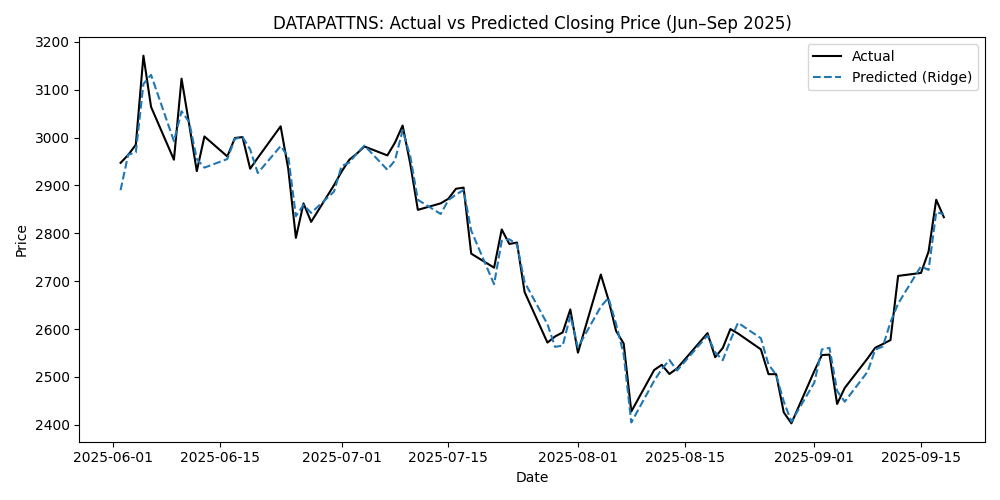 DATAPATTNS: Actual vs Predicted Closing Price (Jun–Sep 2025)
Actual
Predicted (Ridge)
Price
3200
3100
3000
2900
2800
2700
2600
2500
2400
2025-06-01 2025-06-15 2025-07-01 2025-07-15 2025-08-01 2025-08-15 2025-09-01 2025-09-15
Date